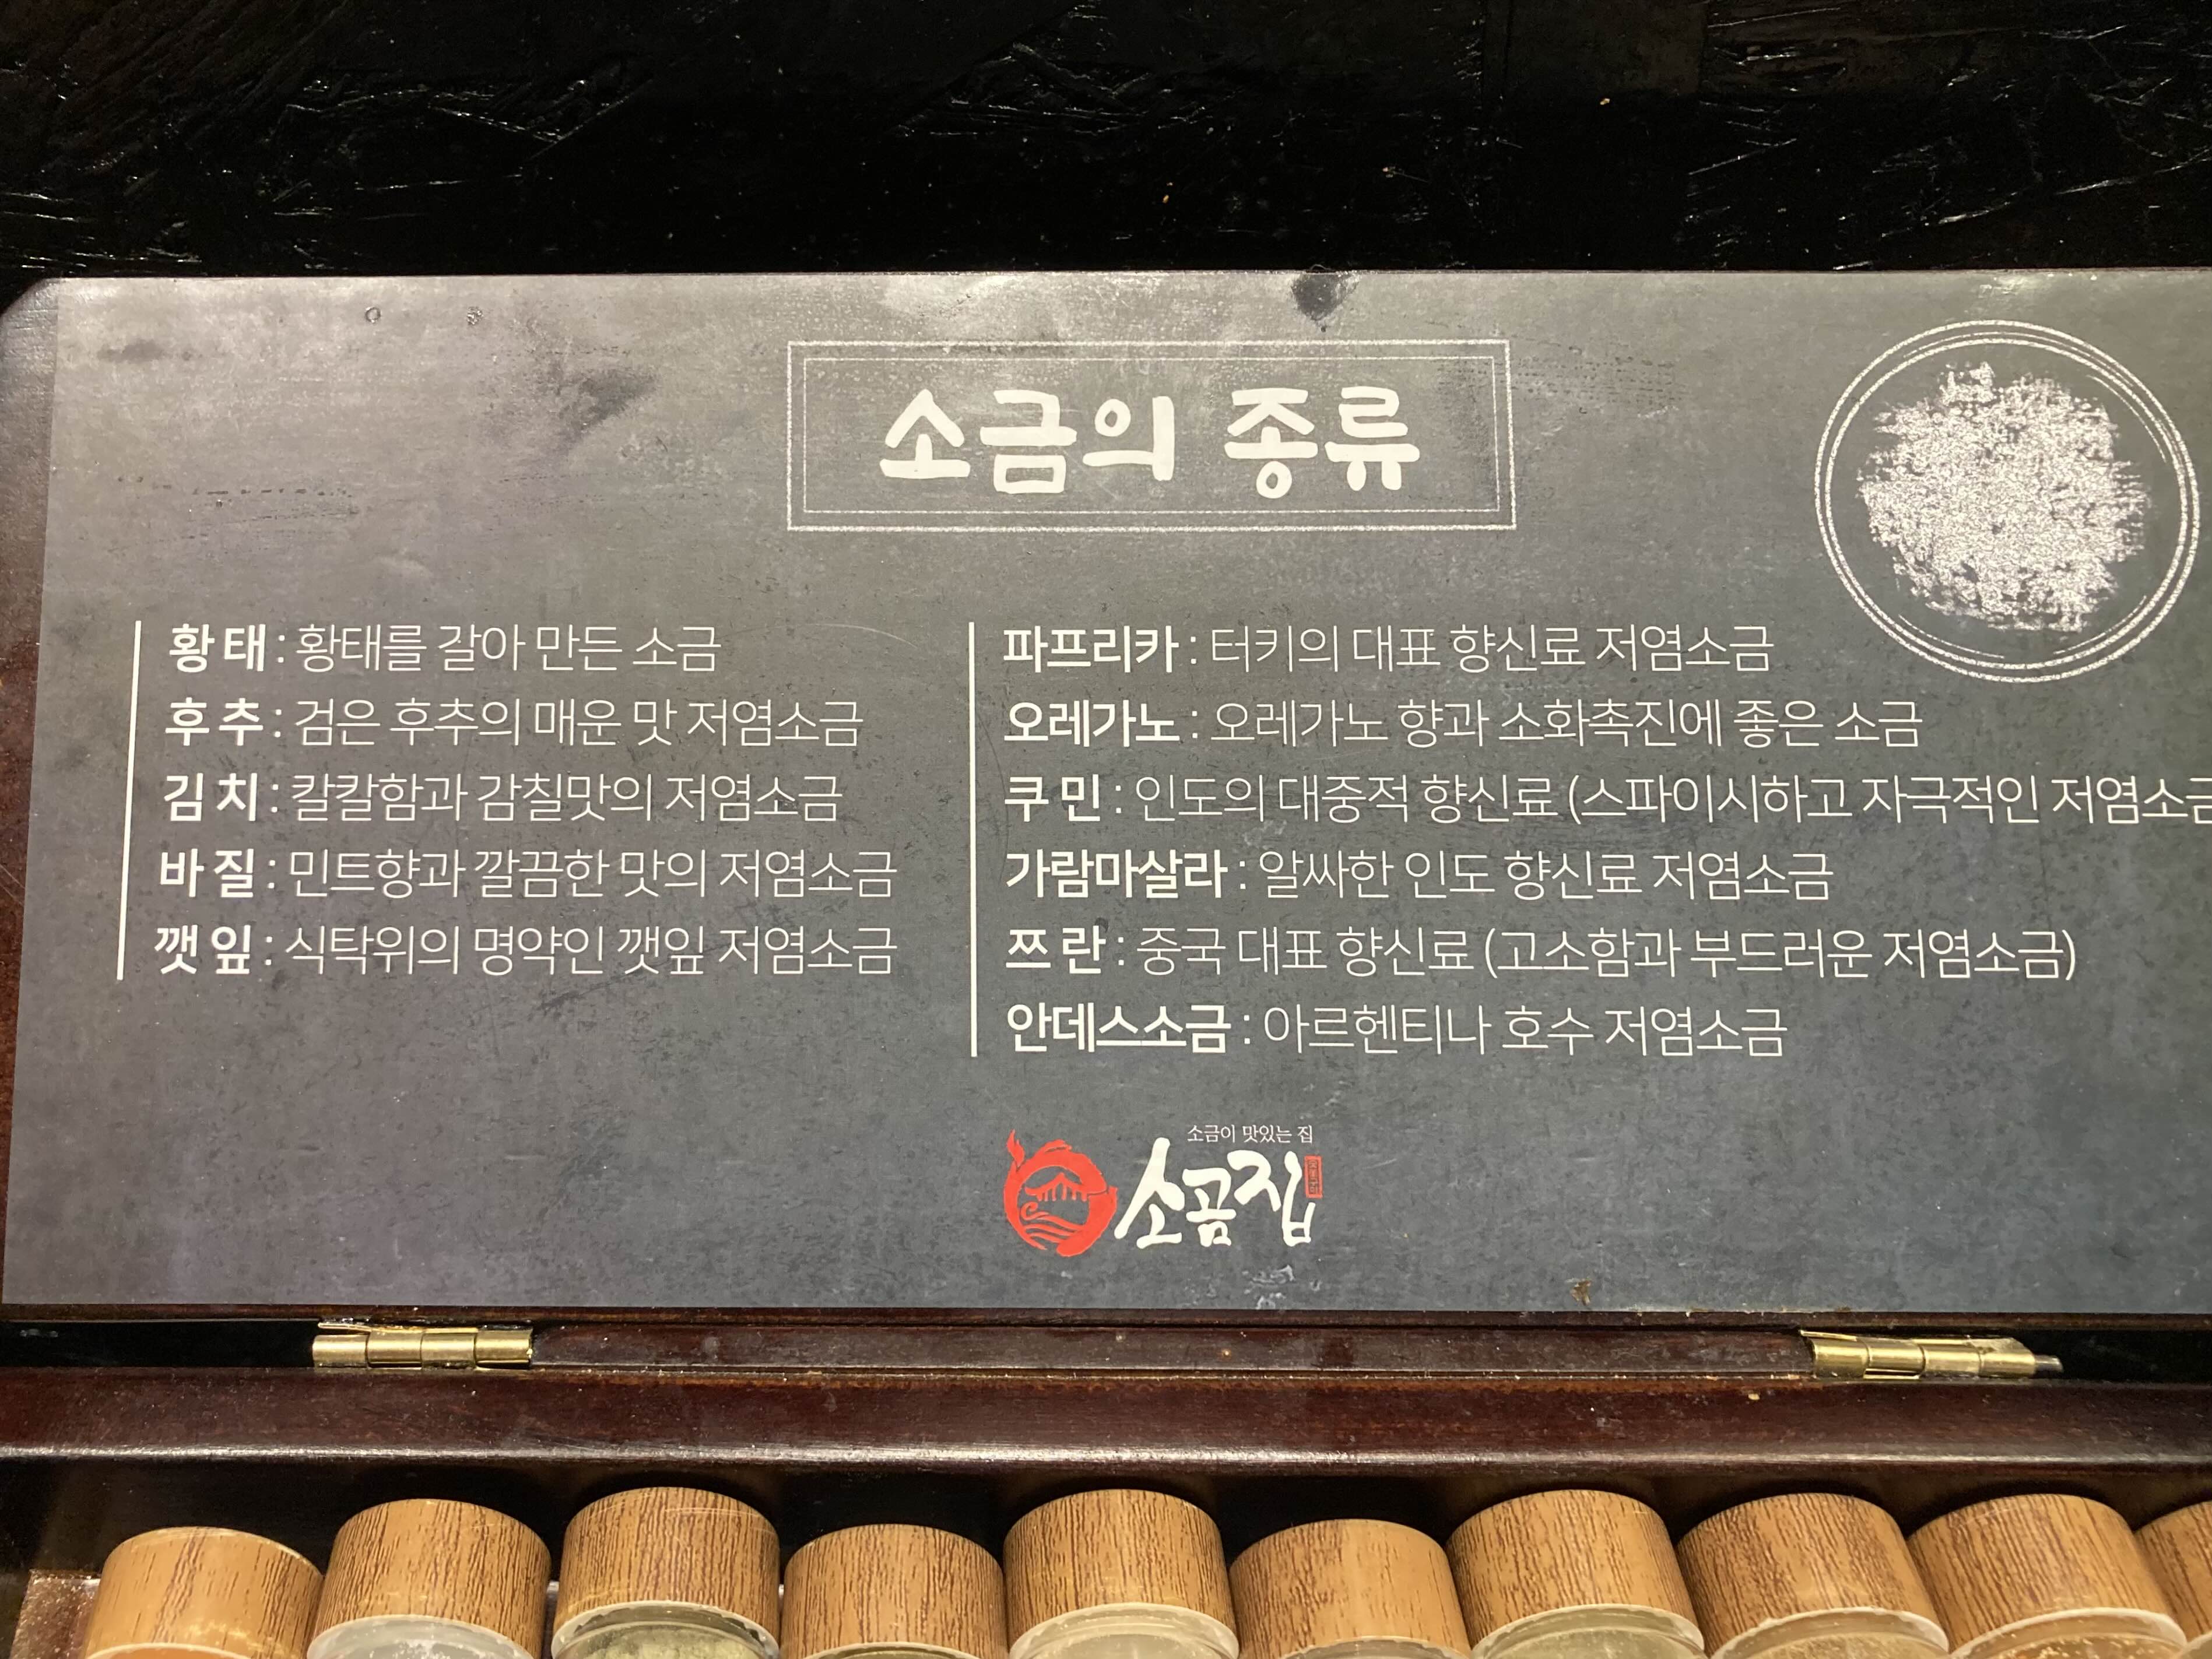 소금의 종류
황태 : 황태를 갈아 만든 소금
후추 : 검은 후추의 매운 맛 저염소금
김치 : 칼칼함과 감칠맛의 저염소금
바질 : 민트향과 깔끔한 맛의 저염소금
깻잎 : 식탁위의 명약인 깻잎 저염소금
파프리카 : 터키의 대표 향신료 저염소금
오레가노 : 오레가노 향과 소화촉진에 좋은 소금
쿠민 : 인도의 대중적 향신료 (스파이시하고 자극적인 저염소금
가람마살라 : 알싸한 인도 향신료 저염소금
쯔란 : 중국 대표 향신료 (고소함과 부드러운 저염소금)
안데스소금 : 아르헨티나 호수 저염소금
소금이 맛있는 집
소곰집